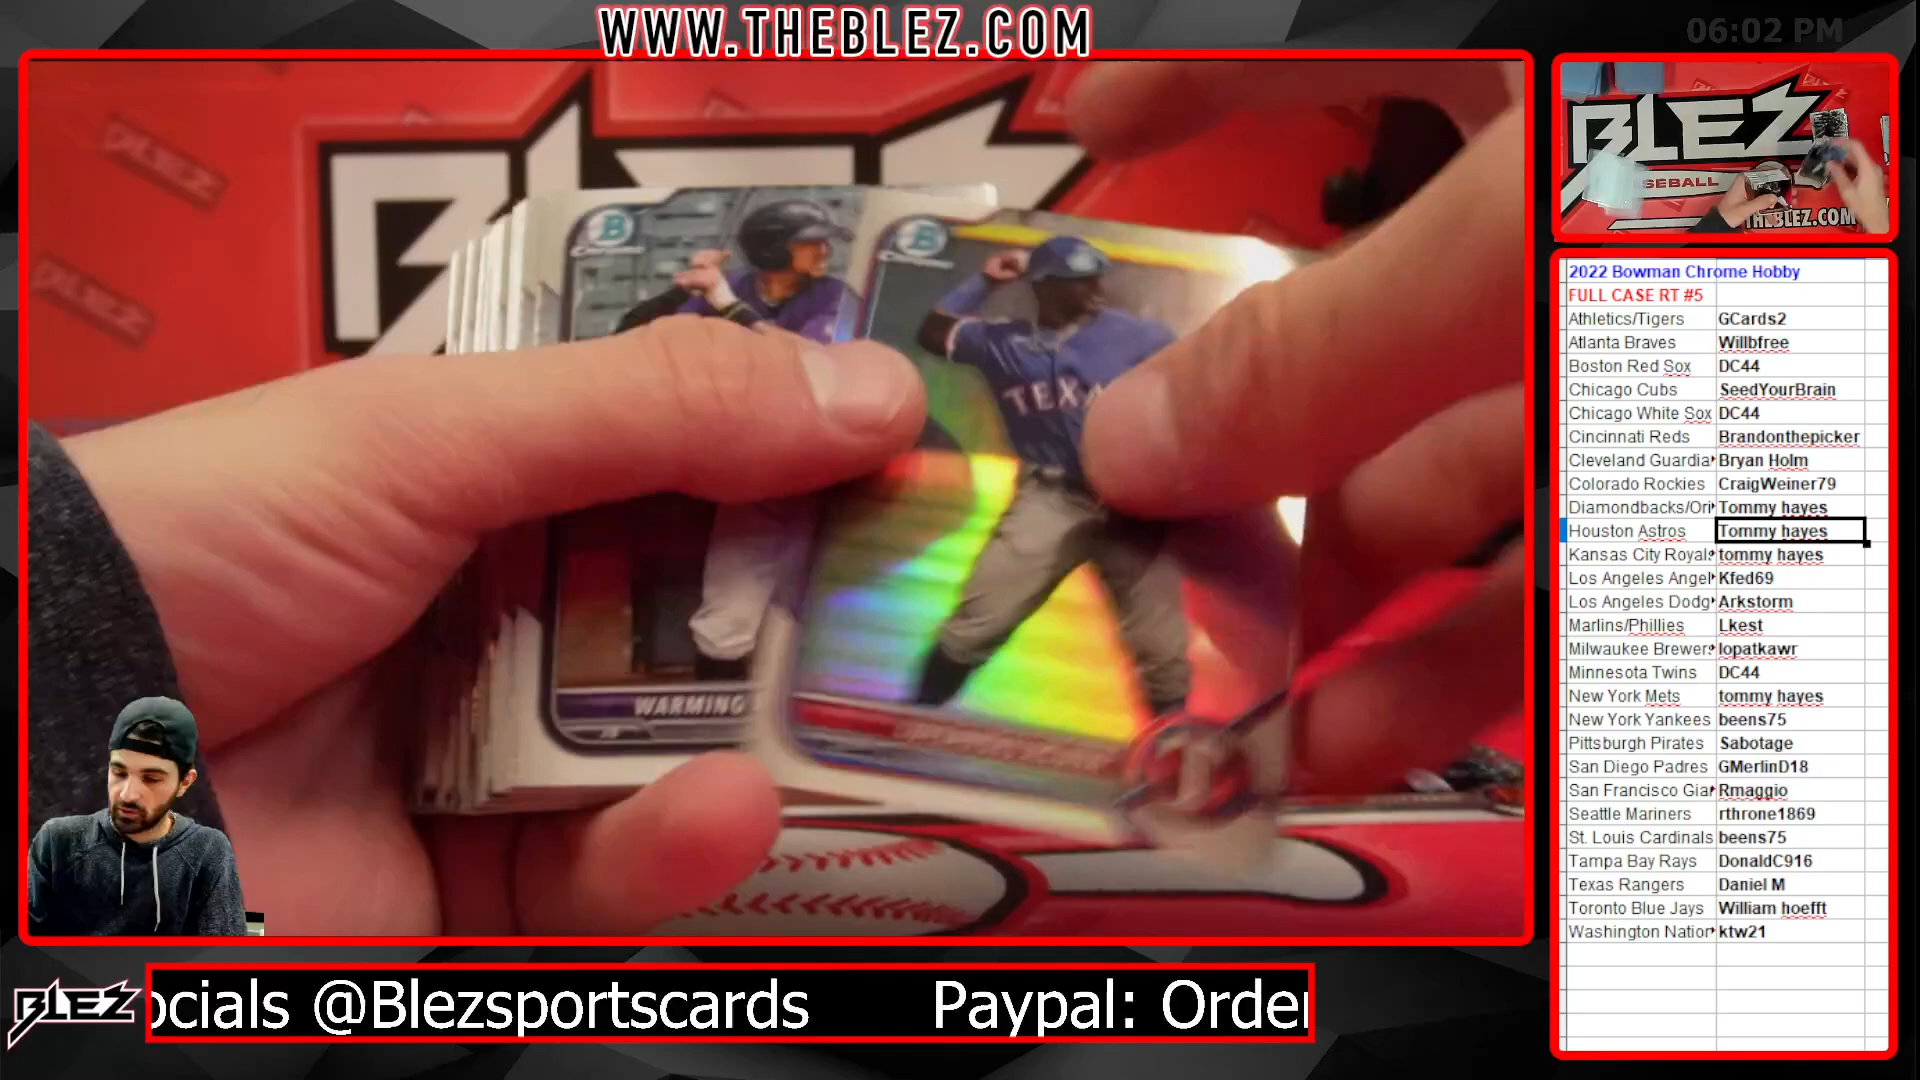 WWW.THEBLEZ.COM
06:02 PM
BLEZ
BLEZ
TEXA
WARMING
BLEZ
SEBALL
THEBLEZ.COM
2022 Bowman Chrome Hobby
FULL CASE RT #5
Athletics/Tigers GCards2
Atlanta Braves Willbfree
Boston Red Sox DC44
Chicago Cubs SeedYourBrain
Chicago White Sox DC44
Cincinnati Reds Brandonthepicker
Cleveland Guardia Bryan Holm
Colorado Rockies CraigWeiner79
Diamondbacks/Ori Tommy hayes
Houston Astros Tommy hayes
Kansas City Royal tommy hayes
Los Angeles Angel Kfed69
Los Angeles Dodg Arkstorm
Marlins/Phillies Lkest
Milwaukee Brewer lopatkawr
Minnesota Twins DC44
New York Mets tommy hayes
New York Yankees beens75
Pittsburgh Pirates Sabotage
San Diego Padres GMerlinD18
San Francisco Gia Rmaggio
Seattle Mariners rthrone1869
St. Louis Cardinals beens75
Tampa Bay Rays DonaldC916
Texas Rangers Daniel M
Toronto Blue Jays William hoefft
Washington Nation ktw21
BLEZ
ocials @Blezsportscards Paypal: Order